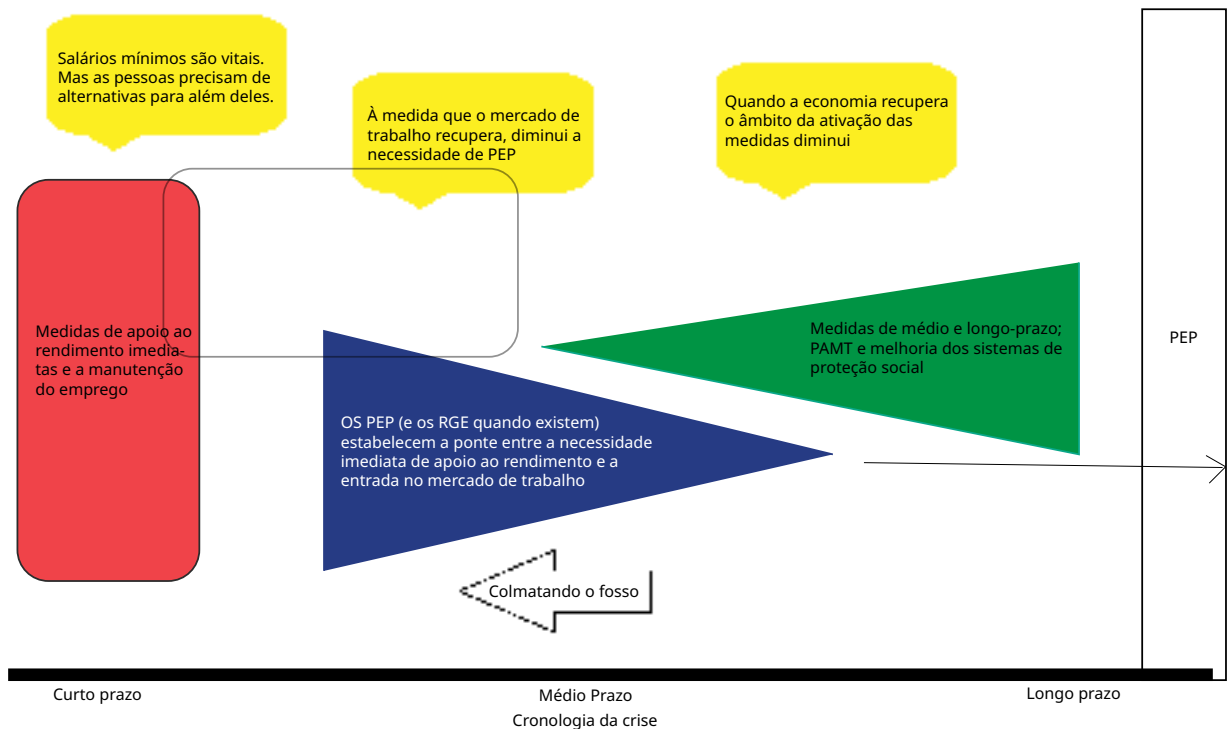 Salários mínimos são vitais.
Mas as pessoas precisam de
alternativas para além deles.
À medida que o mercado de
trabalho recupera, diminui a
necessidade de PEP
Quando a economia recupera
o âmbito da ativação das
medidas diminui
Medidas de apoio ao
rendimento imedia-
tas e a manutenção
do emprego
OS PEP (e os RGE quando existem)
estabelecem a ponte entre a necessidade
imediata de apoio ao rendimento e a
entrada no mercado de trabalho
Medidas de médio e longo-prazo;
PAMT e melhoria dos sistemas de
proteção social
PEP
Colmatando o fosso
Curto prazo
Médio Prazo
Longo prazo
Cronologia da crise